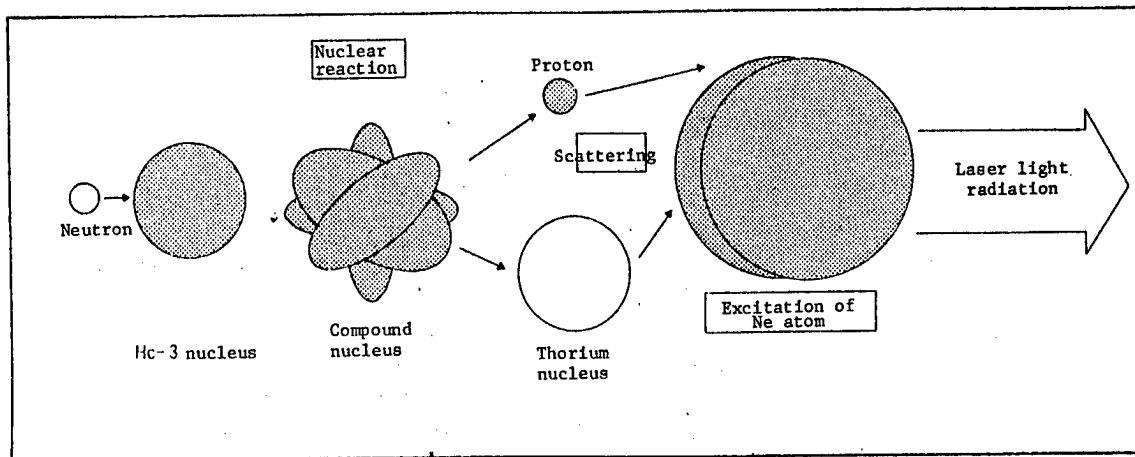 Nuclear
reaction
Proton
Scattering
Laser light
radiation
Neutron
Excitation of
Ne atom
Compound
nucleus
Hc-3 nucleus
Thorium
nucleus